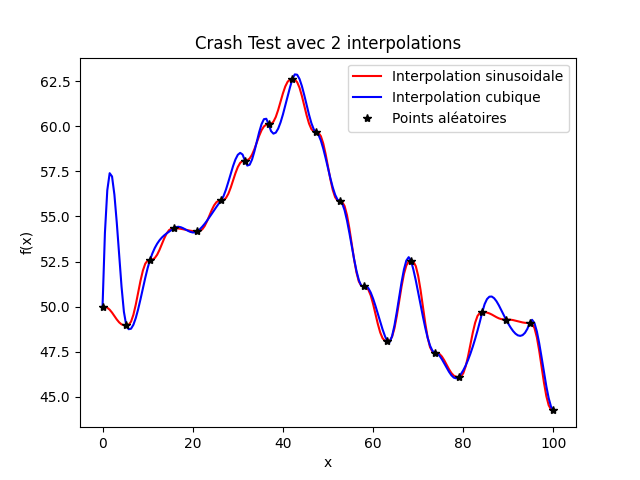 Crash Test avec 2 interpolations
Interpolation sinusoidale
Interpolation cubique
Points aléatoires
f(x)
62.5
60.0
57.5
55.0
52.5
50.0
47.5
45.0
0 20 40 60 80 100
x